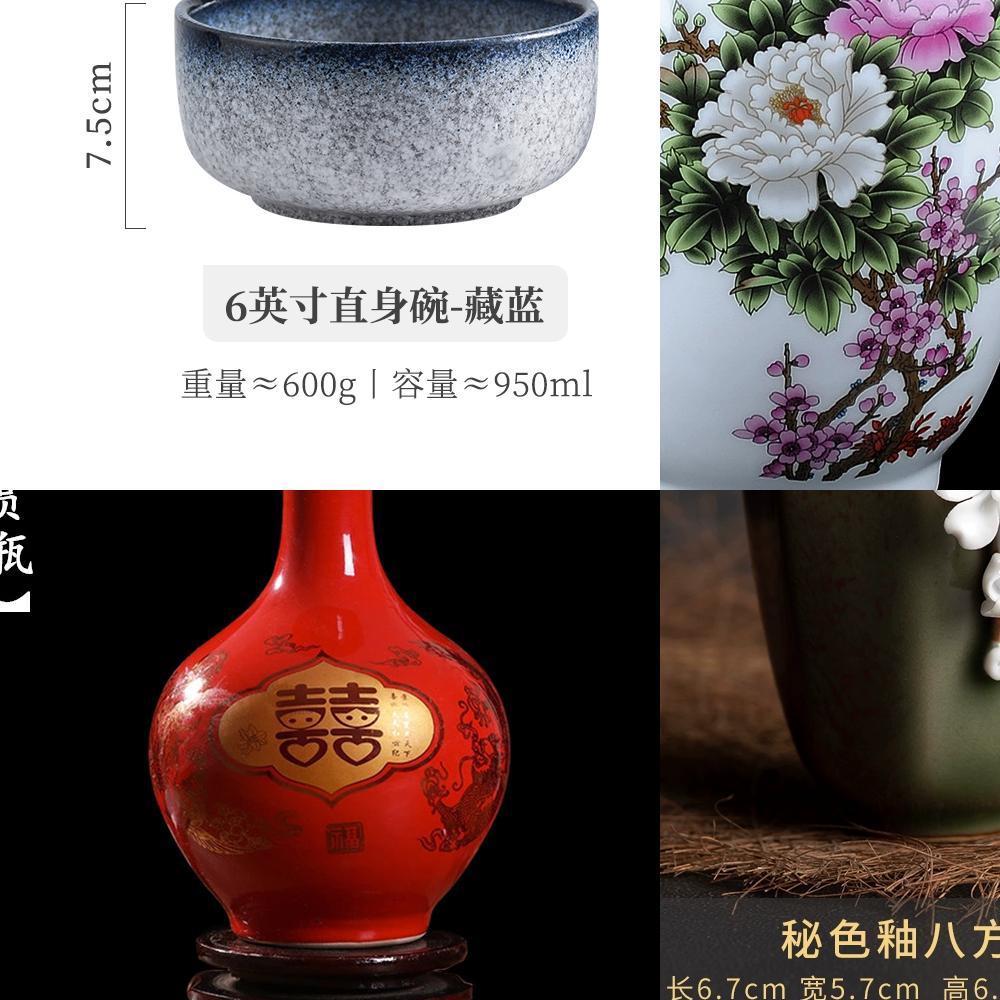 7.5cm
6英寸直身碗-藏蓝
重量≈600g丨容量≈950ml
瓶
囍
福
秘色釉八方
长6.7cm 宽5.7cm 高6.